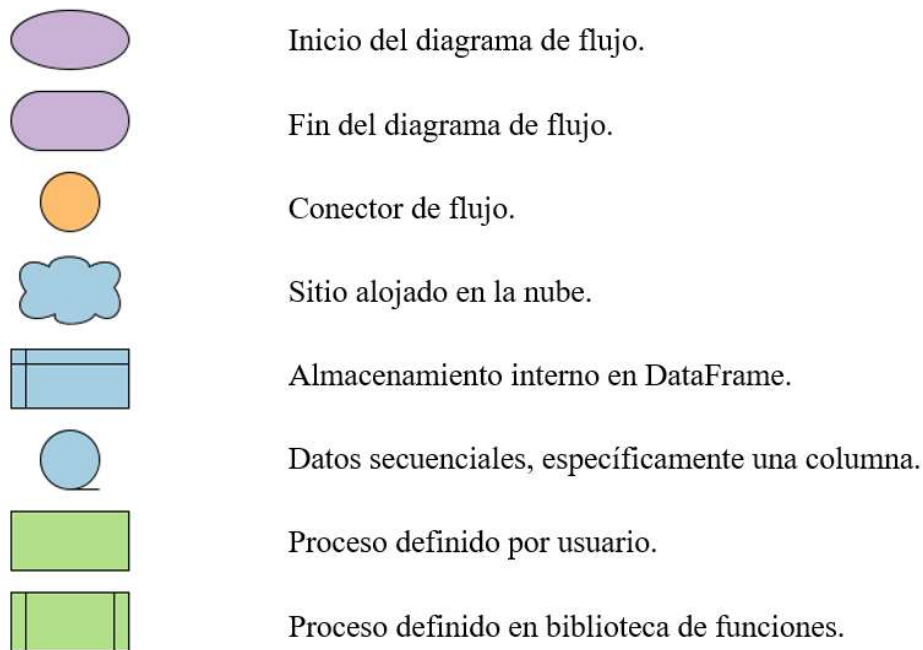 Inicio del diagrama de flujo.
Fin del diagrama de flujo.
Conector de flujo.
Sitio alojado en la nube.
Almacenamiento interno en DataFrame.
Datos secuenciales, específicamente una columna.
Proceso definido por usuario.
Proceso definido en biblioteca de funciones.